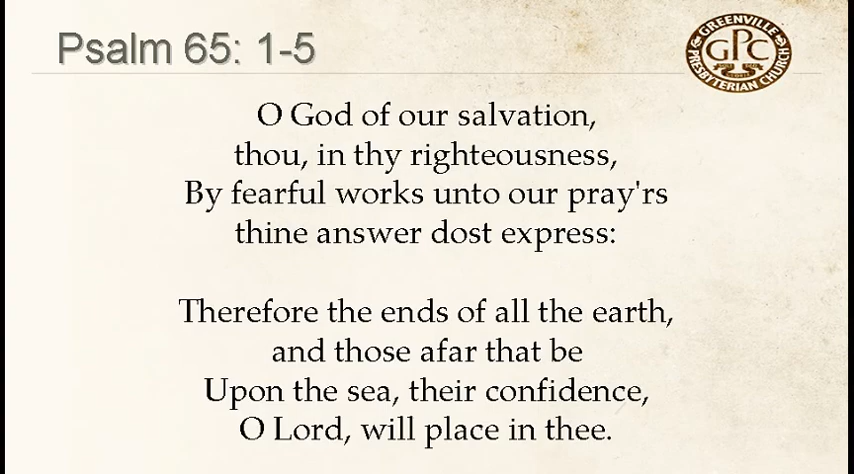 Psalm 65: 1-5
GREENVILLE
GPC
PRESBYTERIAN CHURCH
O God of our salvation,
thou, in thy righteousness,
By fearful works unto our pray'rs
thine answer dost express:
Therefore the ends of all the earth,
and those afar that be
Upon the sea, their confidence,
O Lord, will place in thee.